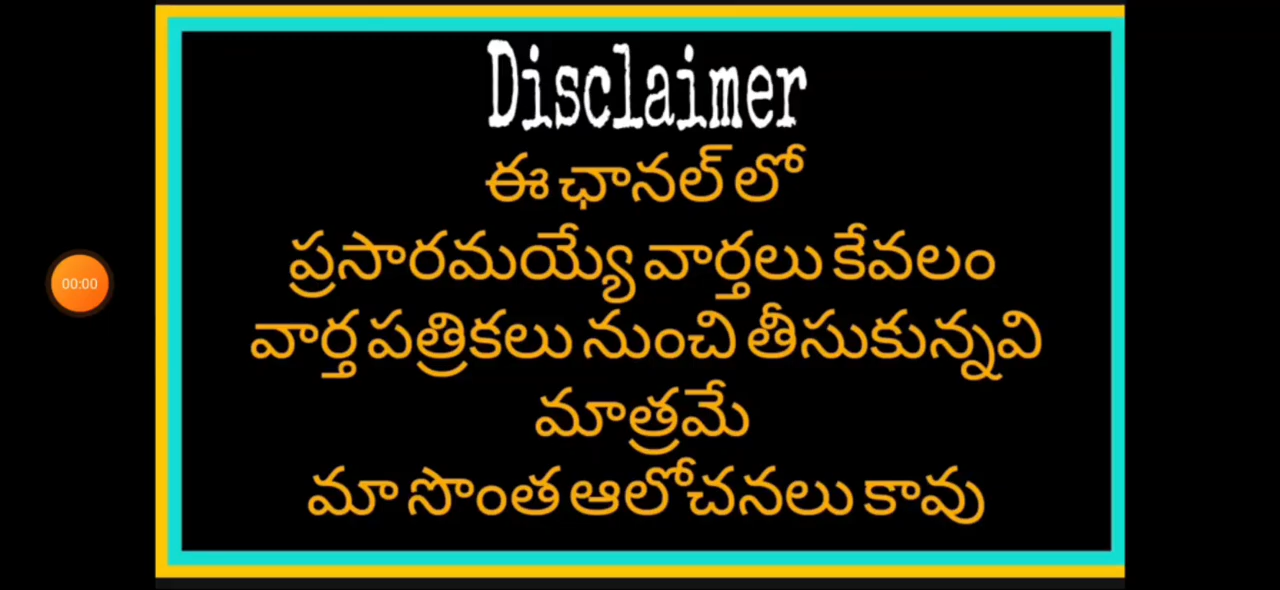 Disclaimer
ఈ ఛానల్ లో
ప్రసారమయ్యే వార్తలు కేవలం
00:00
వార్త పత్రికలు నుంచి తీసుకున్నవి
మాత్రమే
మా సొంత ఆలోచనలు కావు